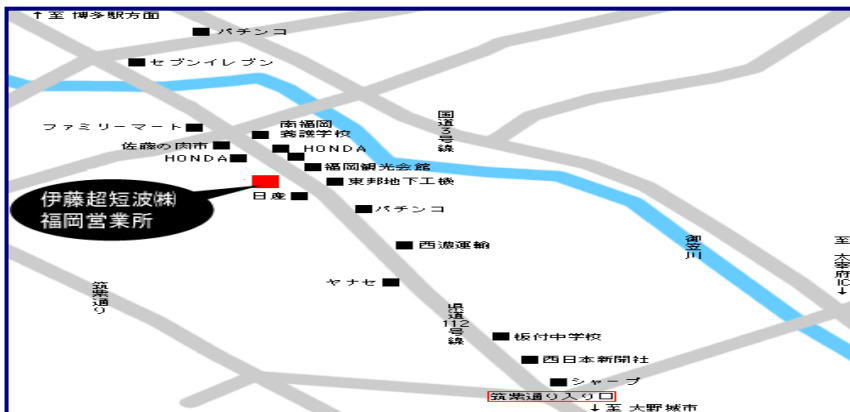 ↑至 博多駅方面
パチンコ
セブンイレブン
ファミリーマート
南福岡
養護学校
国道3号線
佐藤の肉市
HONDA
HONDA
福岡観光会館
東邦地下工機
伊藤超短波㈱
福岡営業所
日産
パチンコ
西濃運輸
御笠川
至 太宰府IC↓
筑紫通り
ヤナセ
県道112号線
板付中学校
西日本新聞社
シャープ
筑紫通り入り口
↓至 大野城市